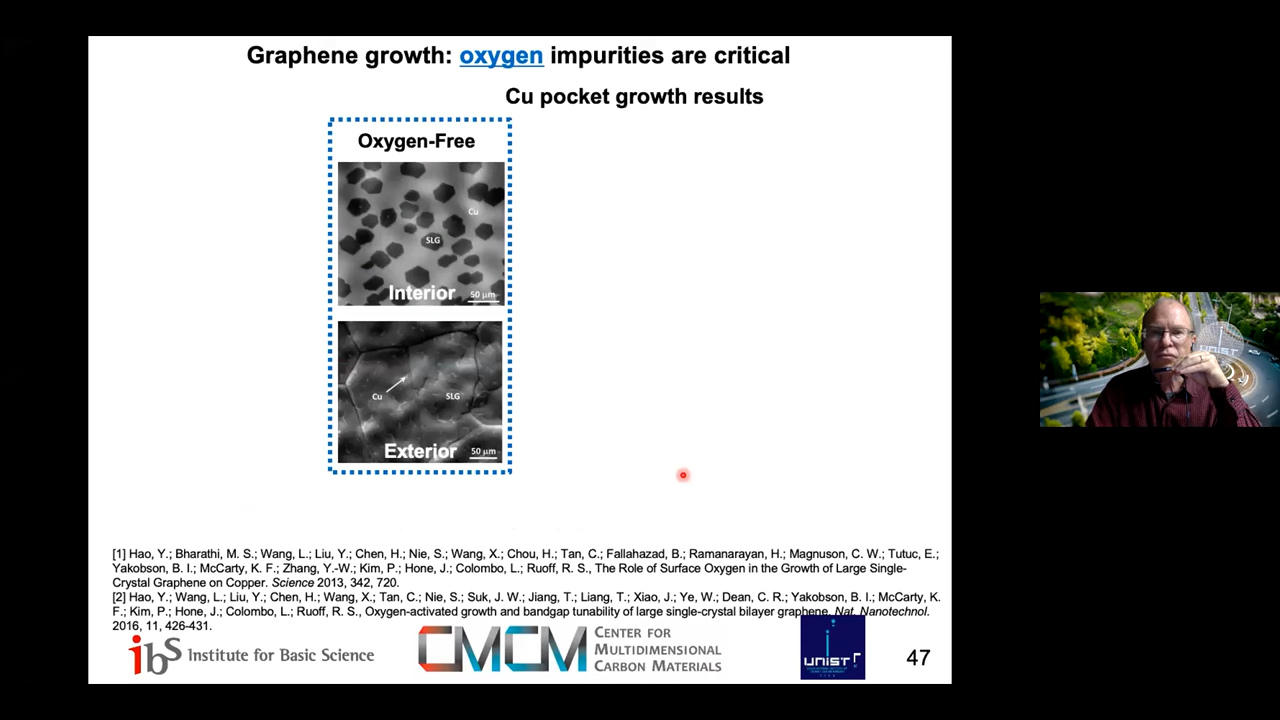 Graphene growth: oxygen impurities are critical
Cu pocket growth results
Oxygen-Free
Cu
SLG
Interior
50 μm
Cu
SLG
Exterior
50 μm
[1] Hao, Y.; Bharathi, M. S.; Wang, L.; Liu, Y.; Chen, H.; Nie, S.; Wang, X.; Chou, H.; Tan, C.; Fallahazad, B.; Ramanarayan, H.; Magnuson, C. W.; Tutuc, E.;
Yakobson, B. I.; McCarty, K. F.; Zhang, Y.-W.; Kim, P.; Hone, J.; Colombo, L.; Ruoff, R. S., The Role of Surface Oxygen in the Growth of Large Single-
Crystal Graphene on Copper. Science 2013, 342, 720.
[2] Hao, Y.; Wang, L.; Liu, Y.; Chen, H.; Wang, X.; Tan, C.; Nie, S.; Suk, J. W.; Jiang, T.; Liang, T.; Xiao, J.; Ye, W.; Dean, C. R.; Yakobson, B. I.; McCarty, K.
F.; Kim, P.; Hone, J.; Colombo, L.; Ruoff, R. S., Oxygen-activated growth and bandgap tunability of large single-crystal bilayer graphene. Nat. Nanotechnol.
2016, 11, 426-431.
ibS Institute for Basic Science
CMCM
CENTER FOR
MULTIDIMENSIONAL
CARBON MATERIALS
UNIST
47
UNIST